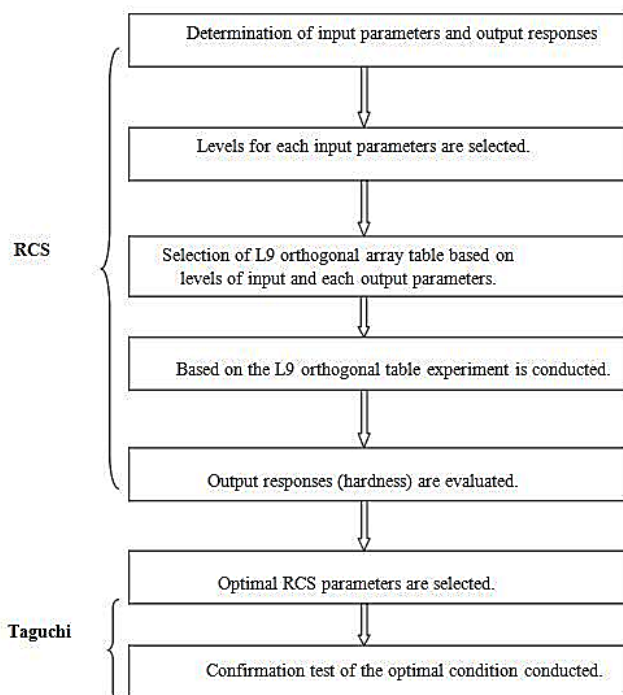 Determination of input parameters and output responses
Levels for each input parameters are selected.
RCS
Selection of L9 orthogonal array table based on
levels of input and each output parameters.
Based on the L9 orthogonal table experiment is conducted.
Output responses (hardness) are evaluated.
Optimal RCS parameters are selected.
Taguchi
Confirmation test of the optimal condition conducted.